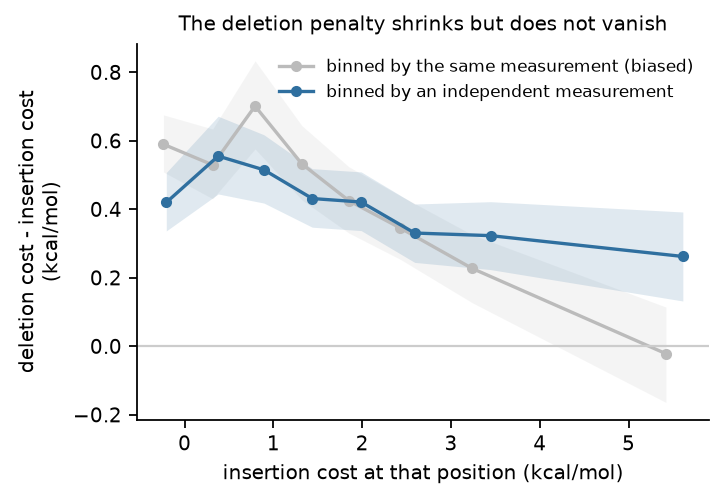 The deletion penalty shrinks but does not vanish
binned by the same measurement (biased)
binned by an independent measurement
deletion cost - insertion cost
(kcal/mol)
0.8
0.6
0.4
0.2
0.0
−0.2
0 1 2 3 4 5
insertion cost at that position (kcal/mol)